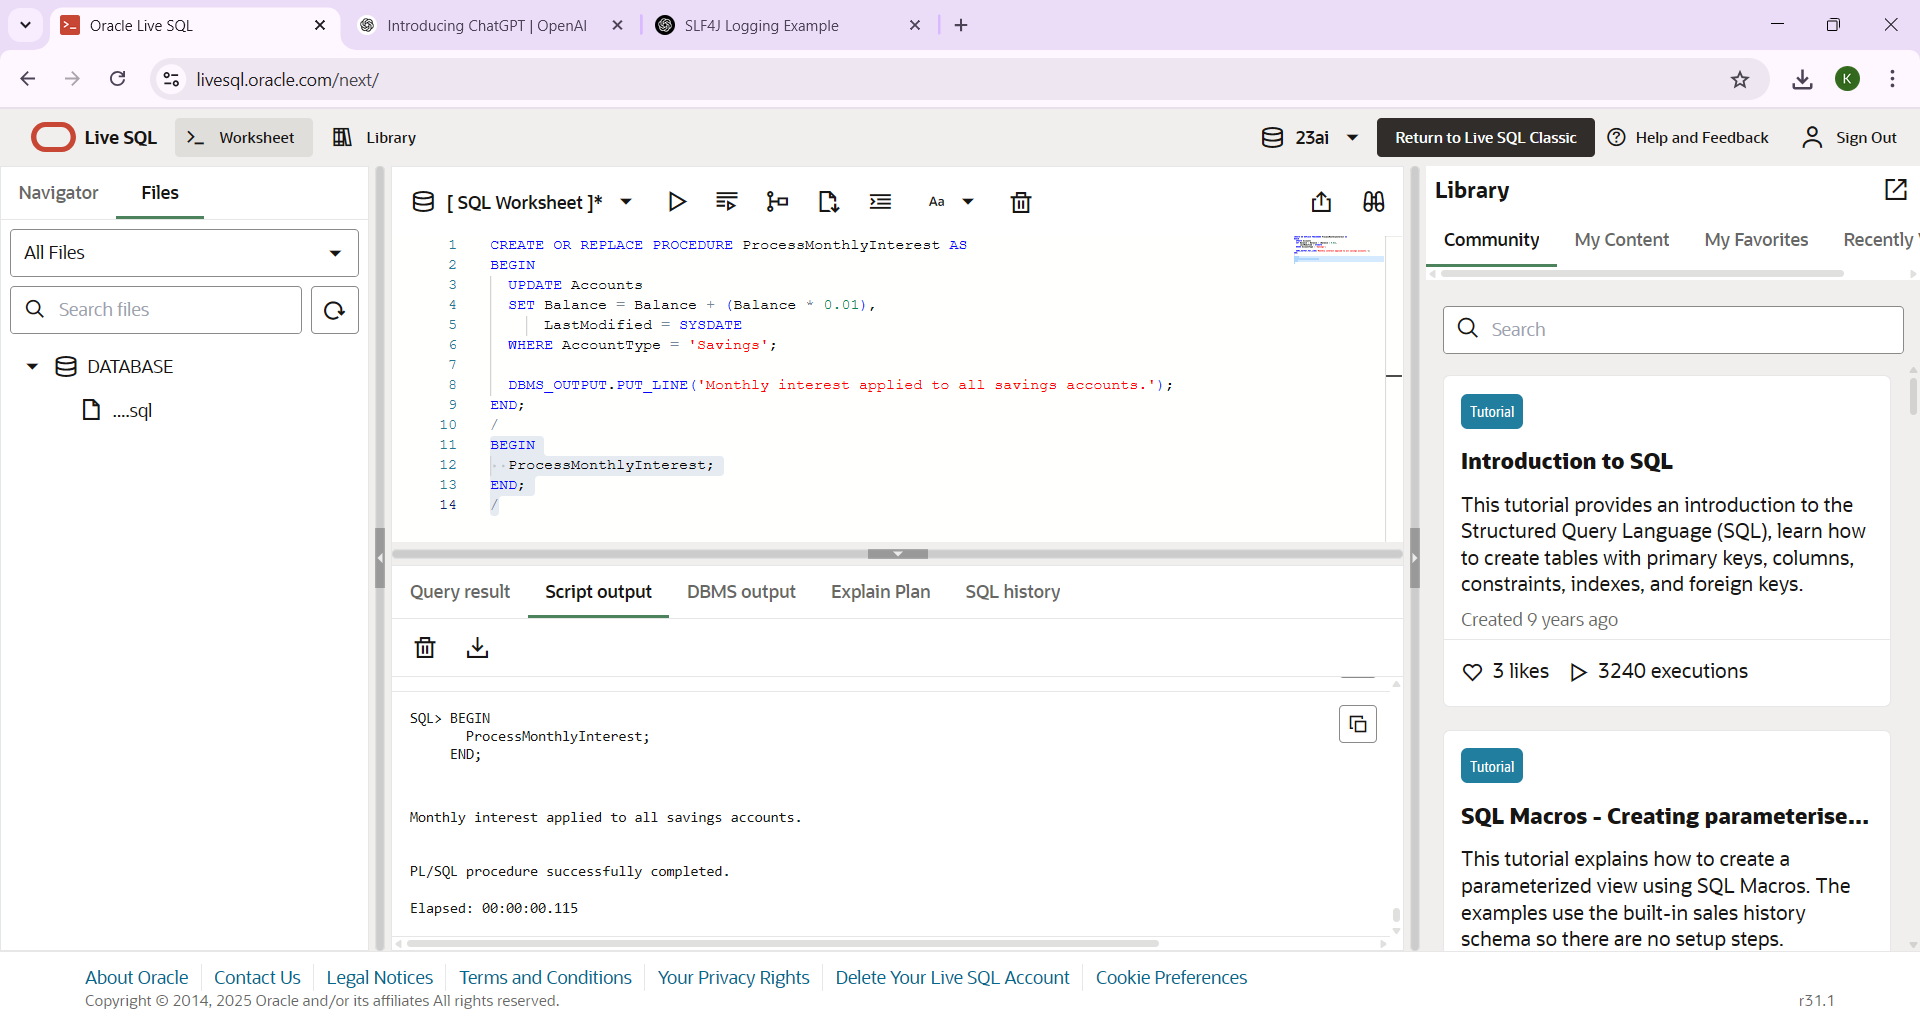 Oracle Live SQL
Introducing ChatGPT | OpenAI
SLF4J Logging Example
livesql.oracle.com/next/
K
Live SQL
Worksheet
Library
23ai
Return to Live SQL Classic
Help and Feedback
Sign Out
Navigator
Files
All Files
Search files
DATABASE
....sql
[ SQL Worksheet ]*
Aa
1 CREATE OR REPLACE PROCEDURE ProcessMonthlyInterest AS
2 BEGIN
3 UPDATE Accounts
4 SET Balance = Balance + (Balance * 0.01),
5 LastModified = SYSDATE
6 WHERE AccountType = 'Savings';
7
8 DBMS_OUTPUT.PUT_LINE('Monthly interest applied to all savings accounts.');
9 END;
10 /
11 BEGIN
12 ProcessMonthlyInterest;
13 END;
14 /
Query result
Script output
DBMS output
Explain Plan
SQL history
SQL> BEGIN
ProcessMonthlyInterest;
END;
Monthly interest applied to all savings accounts.
PL/SQL procedure successfully completed.
Elapsed: 00:00:00.115
Library
Community
My Content
My Favorites
Recently
Search
Tutorial
Introduction to SQL
This tutorial provides an introduction to the
Structured Query Language (SQL), learn how
to create tables with primary keys, columns,
constraints, indexes, and foreign keys.
Created 9 years ago
3 likes
3240 executions
Tutorial
SQL Macros - Creating parameterise...
This tutorial explains how to create a
parameterized view using SQL Macros. The
examples use the built-in sales history
schema so there are no setup steps.
About Oracle
Contact Us
Legal Notices
Terms and Conditions
Your Privacy Rights
Delete Your Live SQL Account
Cookie Preferences
Copyright © 2014, 2025 Oracle and/or its affiliates All rights reserved.
r31.1